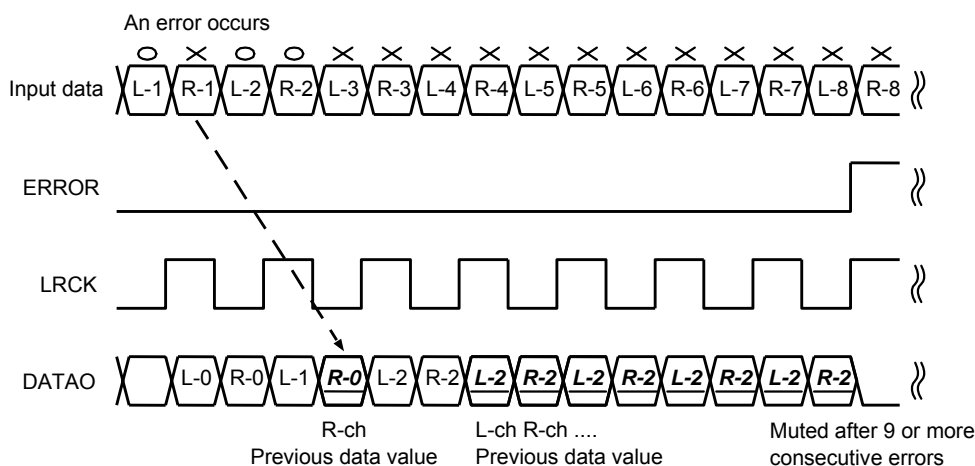 An error occurs
O X O O X X X X X X X X X X X X
Input data L-1 R-1 L-2 R-2 L-3 R-3 L-4 R-4 L-5 R-5 L-6 R-6 L-7 R-7 L-8 R-8
ERROR
LRCK
DATAO L-0 R-0 L-1 R-0 L-2 R-2 L-2 R-2 L-2 R-2 L-2 R-2 L-2 R-2
R-ch
Previous data value
L-ch R-ch ....
Previous data value
Muted after 9 or more
consecutive errors